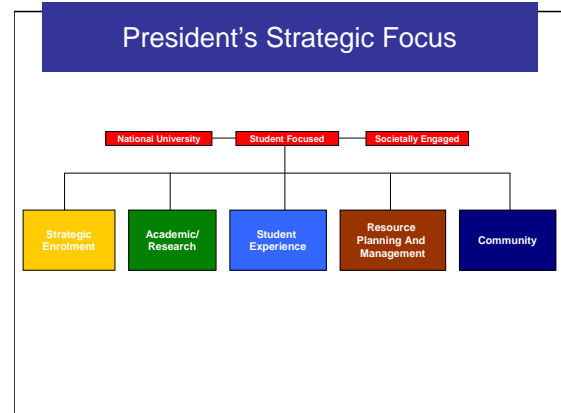 President's Strategic Focus
National University
Student Focused
Societally Engaged
Strategic
Enrolment
Academic/
Research
Student
Experience
Resource
Planning And
Management
Community